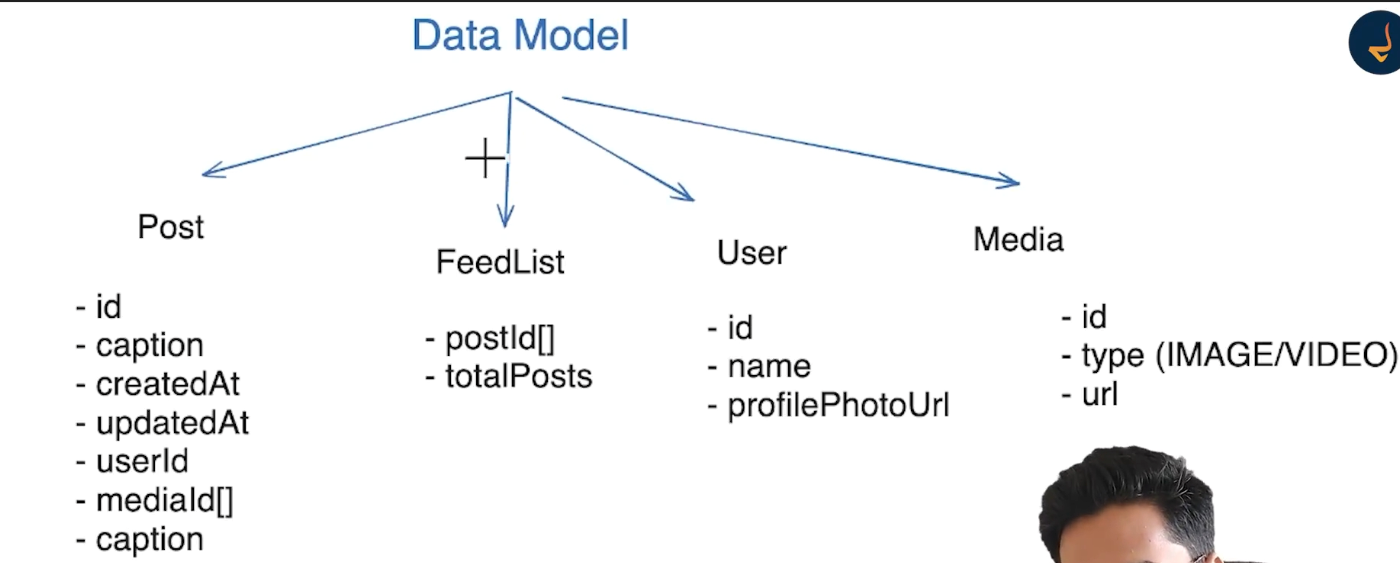 Data Model
Post
- id
- caption
- createdAt
- updatedAt
- userId
- mediaId[]
- caption
FeedList
- postId[]
- totalPosts
User
- id
- name
- profilePhotoUrl
Media
- id
- type (IMAGE/VIDEO)
- url